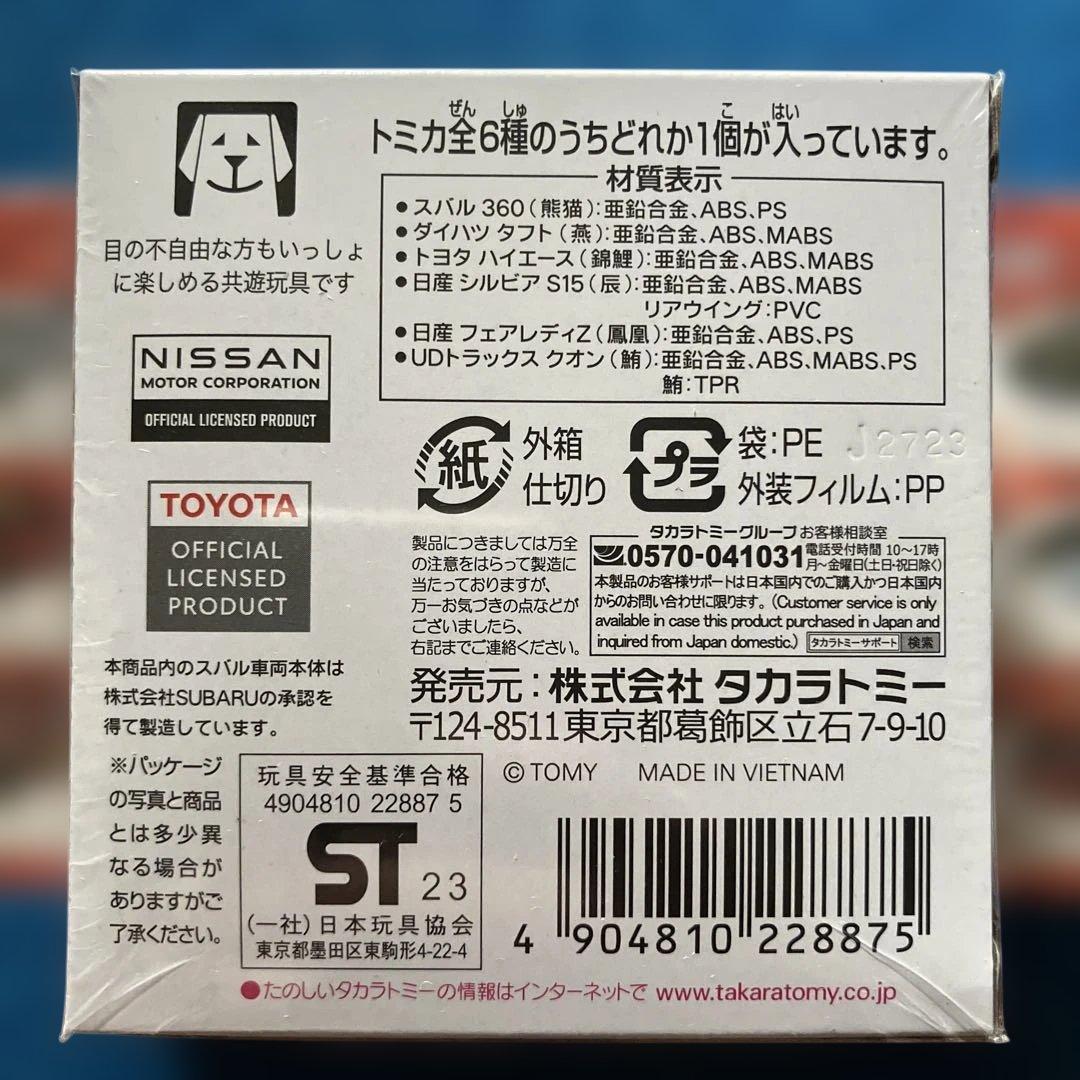 トミカ全6種のうちどれか1個が入っています。
ぜん しゅ こ はい
材質表示
●スバル 360(熊猫):亜鉛合金、ABS、PS
●ダイハツ タフト(燕):亜鉛合金、ABS、MABS
●トヨタ ハイエース(錦鯉):亜鉛合金、ABS、MABS
●日産 シルビア S15(辰):亜鉛合金、ABS、MABS
リアウイング:PVC
●日産 フェアレディZ(鳳凰):亜鉛合金、ABS、PS
●UDトラックス クオン(鮪):亜鉛合金、ABS、MABS、PS
鮪:TPR
目の不自由な方もいっしょ
に楽しめる共遊玩具です
NISSAN
MOTOR CORPORATION
OFFICIAL LICENSED PRODUCT
紙
外箱
仕切り
プラ
袋:PE
外装フィルム:PP
J2723
TOYOTA
OFFICIAL
LICENSED
PRODUCT
製品につきましては万全
の注意をはらって製造に
当たっておりますが、
万一お気づきの点などが
ございましたら、
右記までご連絡ください。
タカラトミーグループ お客様相談室
0570-041031
電話受付時間 10〜17時
月〜金曜日(土日・祝日除く)
本製品のお客様サポートは日本国内でのご購入かつ日本国内
からのお問い合わせに限ります。(Customer service is only
available in case this product purchased in Japan and
inquired from Japan domestic.) タカラトミーサポート 検索
本商品内のスバル車両本体は
株式会社SUBARUの承認を
得て製造しています。
発売元:株式会社 タカラトミー
〒124-8511 東京都葛飾区立石 7-9-10
※パッケージ
の写真と商品
とは多少異
なる場合が
ありますがご
了承ください。
玩具安全基準合格
4904810 22887 5
ST 23
(一社)日本玩具協会
東京都墨田区東駒形4-22-4
© TOMY MADE IN VIETNAM
4 904810 228875
●たのしいタカラトミーの情報はインターネットで www.takaratomy.co.jp